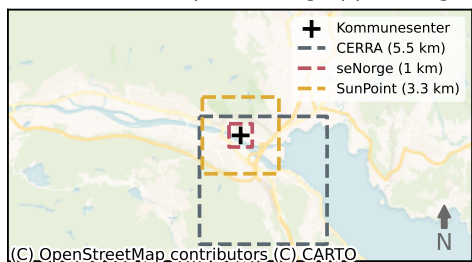 Kommunesenter
CERRA (5.5 km)
seNorge (1 km)
SunPoint (3.3 km)
N
(C) OpenStreetMap contributors (C) CARTO